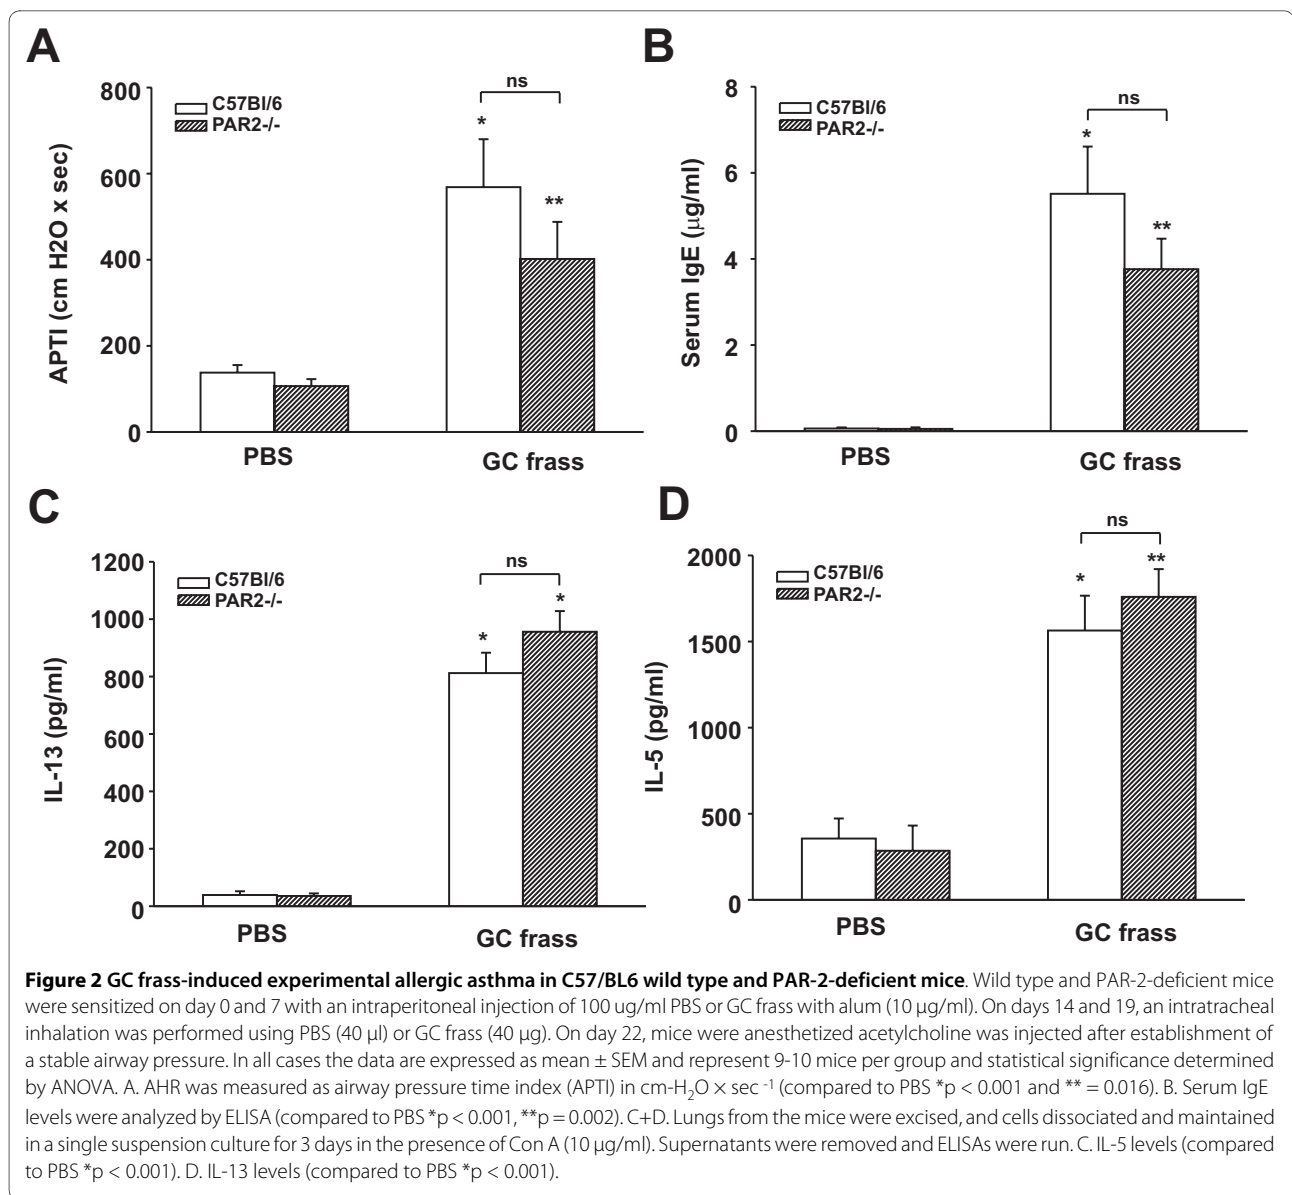 A
800
600
400
200
0
APTI (cm H2O x sec)
C57Bl/6
PAR2-/-
ns
*
**
PBS
GC frass
B
8
6
4
2
0
Serum IgE (μg/ml)
C57Bl/6
PAR2-/-
ns
*
**
PBS
GC frass
C
1200
1000
800
600
400
200
0
IL-13 (pg/ml)
C57Bl/6
PAR2-/-
ns
*
*
PBS
GC frass
D
2000
1500
1000
500
0
IL-5 (pg/ml)
C57Bl/6
PAR2-/-
ns
*
**
PBS
GC frass
Figure 2 GC frass-induced experimental allergic asthma in C57/BL6 wild type and PAR-2-deficient mice. Wild type and PAR-2-deficient mice
were sensitized on day 0 and 7 with an intraperitoneal injection of 100 ug/ml PBS or GC frass with alum (10 μg/ml). On days 14 and 19, an intratracheal
inhalation was performed using PBS (40 μl) or GC frass (40 μg). On day 22, mice were anesthetized acetylcholine was injected after establishment of
a stable airway pressure. In all cases the data are expressed as mean ± SEM and represent 9-10 mice per group and statistical significance determined
by ANOVA. A. AHR was measured as airway pressure time index (APTI) in cm-H₂O × sec ⁻¹ (compared to PBS *p < 0.001 and ** = 0.016). B. Serum IgE
levels were analyzed by ELISA (compared to PBS *p < 0.001, **p = 0.002). C+D. Lungs from the mice were excised, and cells dissociated and maintained
in a single suspension culture for 3 days in the presence of Con A (10 μg/ml). Supernatants were removed and ELISAs were run. C. IL-5 levels (compared
to PBS *p < 0.001). D. IL-13 levels (compared to PBS *p < 0.001).